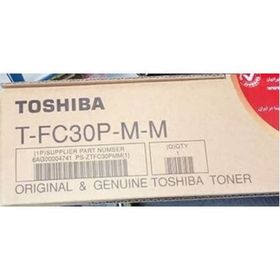 TOSHIBA
T-FC30P-M-M
(1P)SUPPLIER PART NUMBER
6AG00004741 PS-ZTFC30PMM(1)
(Q)QTY
1
ORIGINAL & GENUINE TOSHIBA TONER